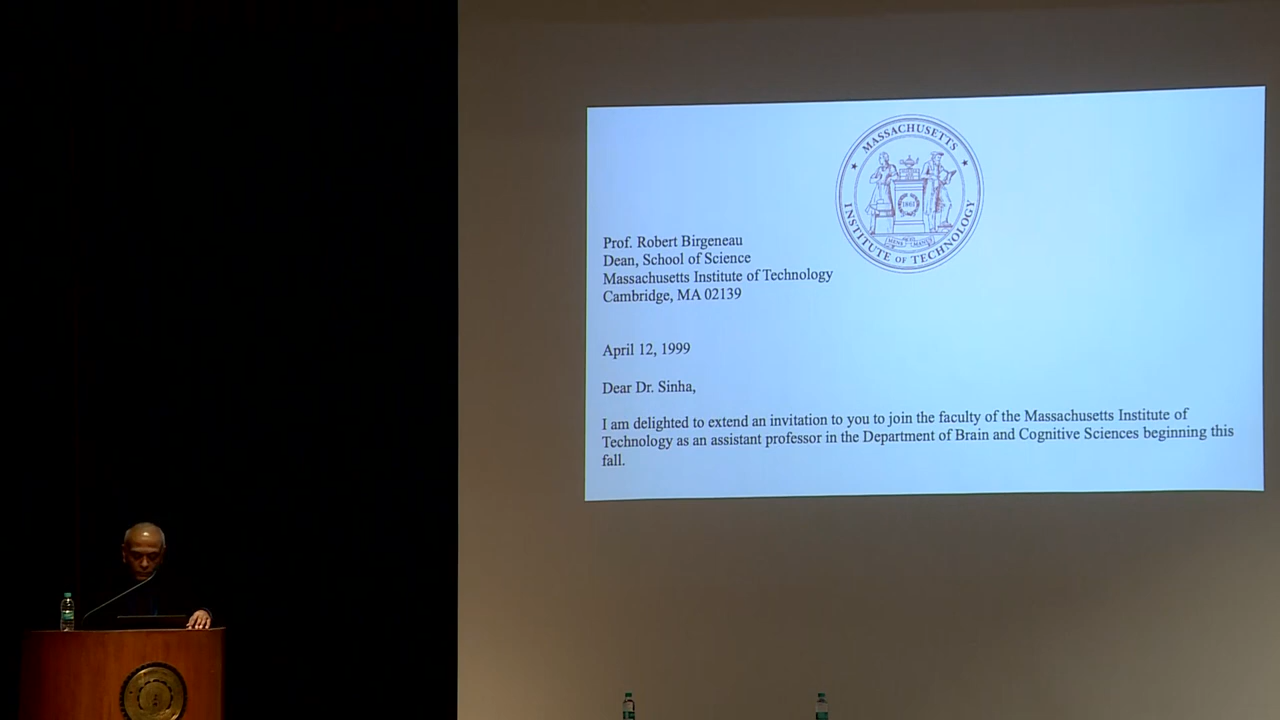 MASSACHUSETTS
INSTITUTE OF TECHNOLOGY
1861
Prof. Robert Birgeneau
Dean, School of Science
Massachusetts Institute of Technology
Cambridge, MA 02139
April 12, 1999
Dear Dr. Sinha,
I am delighted to extend an invitation to you to join the faculty of the Massachusetts Institute of
Technology as an assistant professor in the Department of Brain and Cognitive Sciences beginning this
fall.